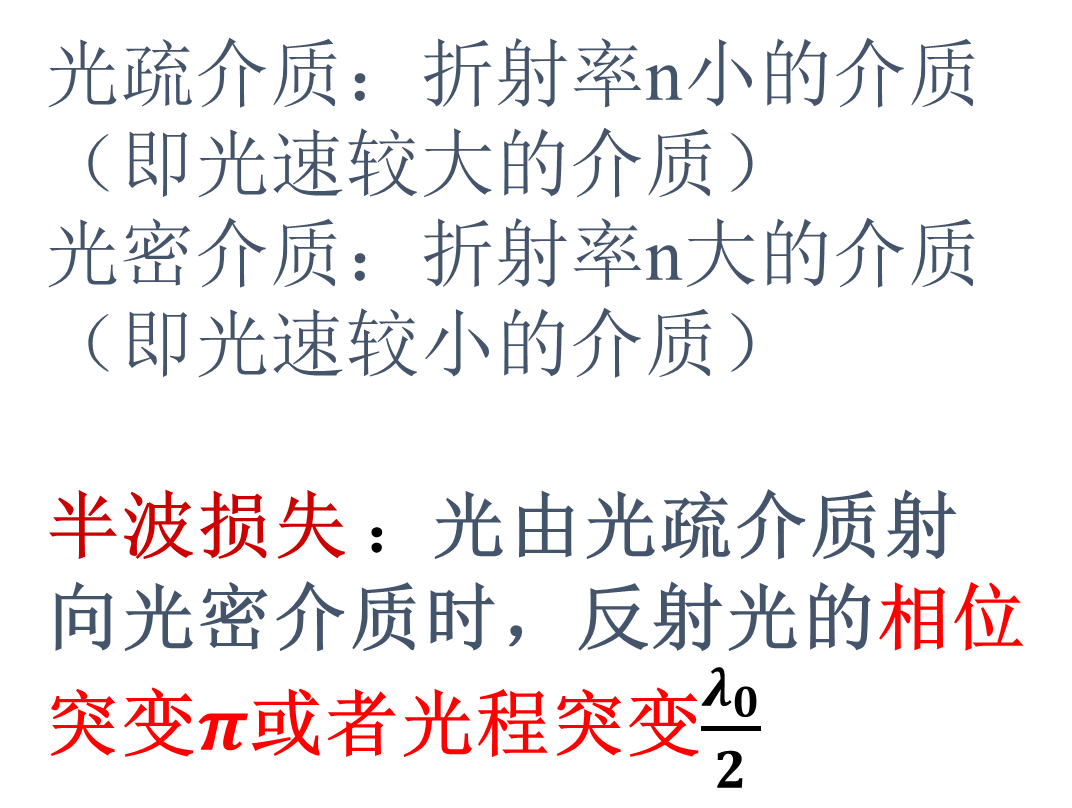 光疏介质：折射率n小的介质
（即光速较大的介质）
光密介质：折射率n大的介质
（即光速较小的介质）
半波损失：光由光疏介质射
向光密介质时，反射光的相位
突变π或者光程突变λ₀/2